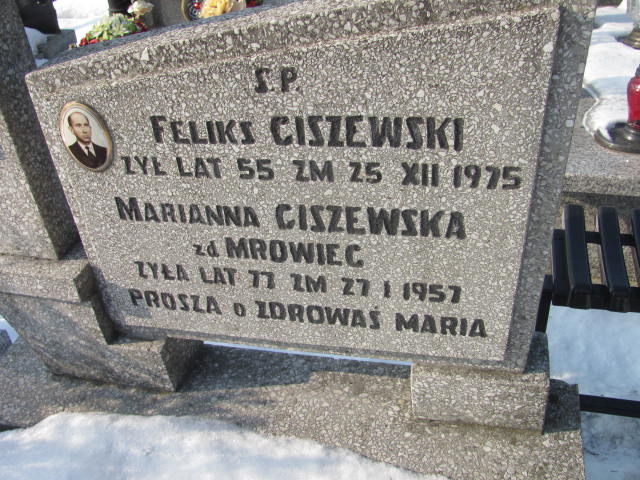 Ś.P.
FELIKS CISZEWSKI
ŻYŁ LAT 55 ZM 25 XII 1975
MARIANNA CISZEWSKA
zd MROWIEC
ŻYŁA LAT 77 ZM 27 I 1957
PROSZĄ o ZDROWAŚ MARIA